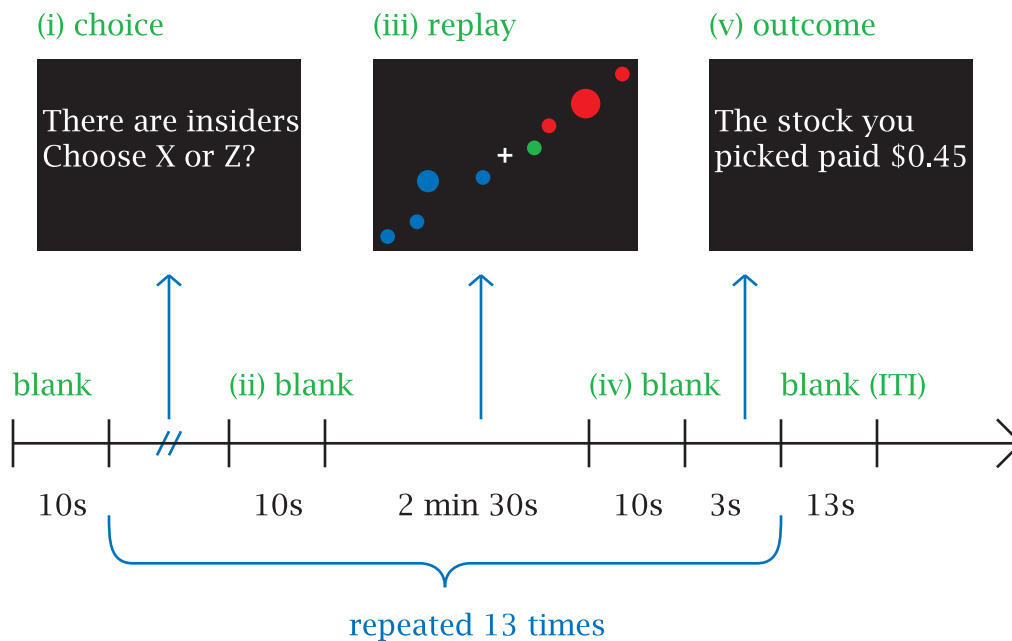 (i) choice
(iii) replay
(v) outcome
There are insiders
Choose X or Z?
The stock you
picked paid $0.45
blank
(ii) blank
(iv) blank
blank (ITI)
10s
10s
2 min 30s
10s
3s
13s
repeated 13 times